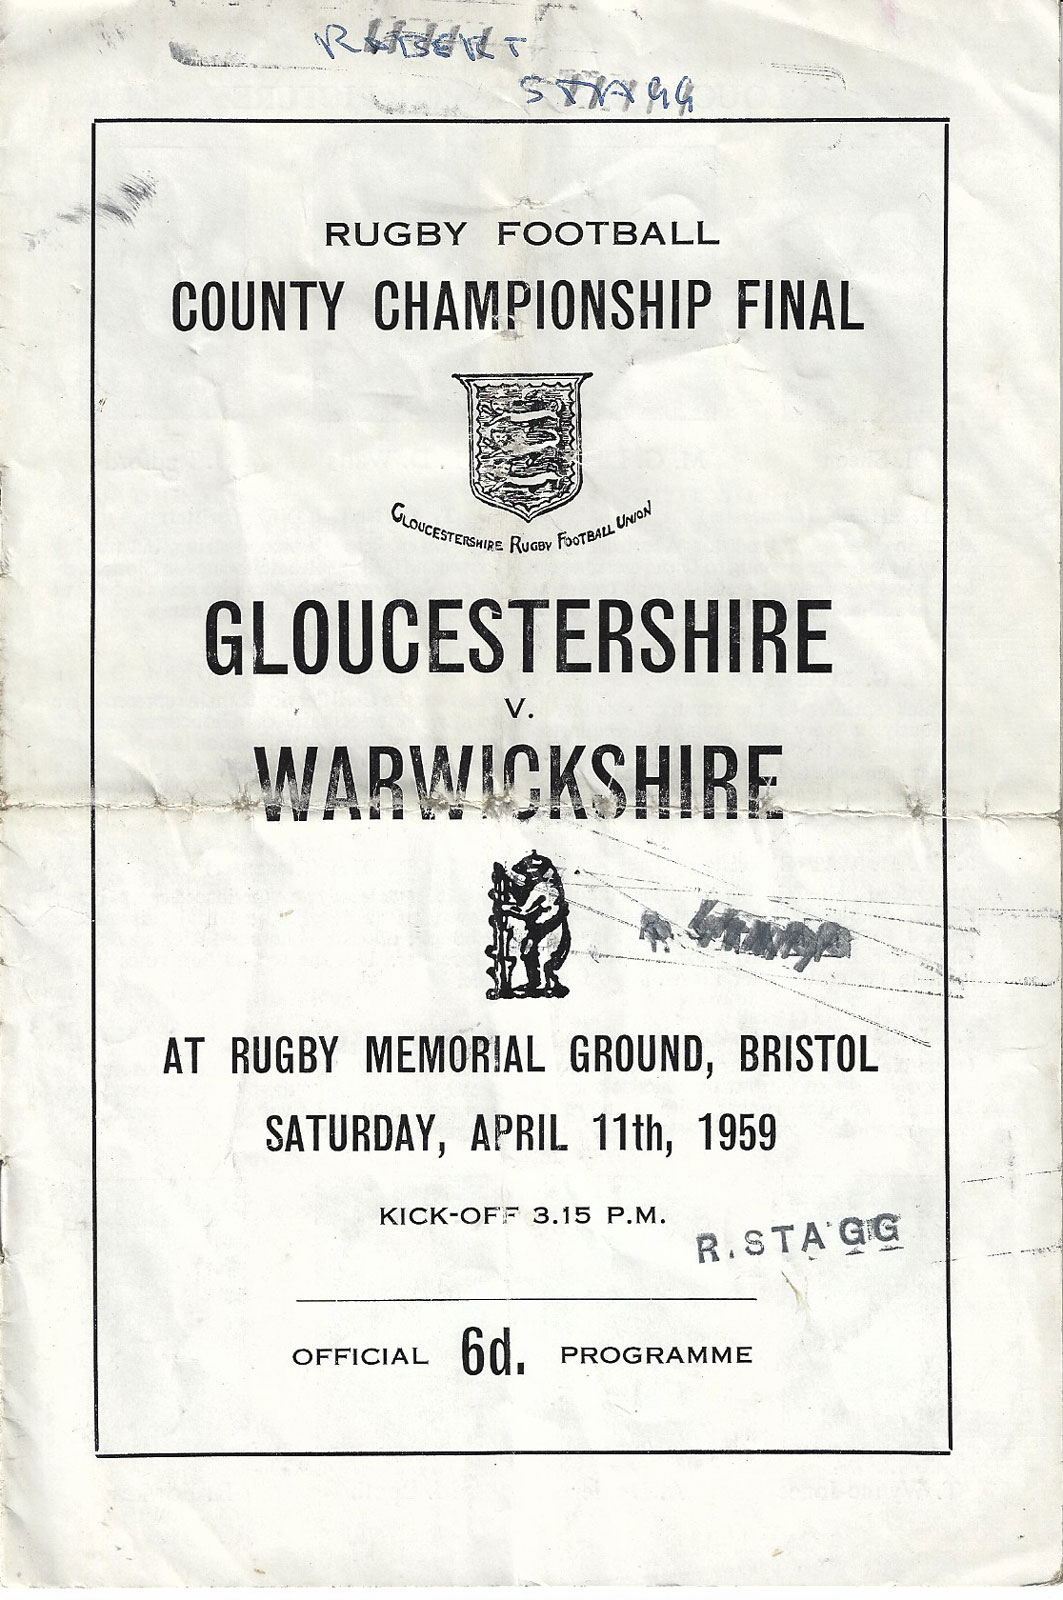 ROBERT
STAGG
RUGBY FOOTBALL
COUNTY CHAMPIONSHIP FINAL
GLOUCESTERSHIRE RUGBY FOOTBALL UNION
GLOUCESTERSHIRE
V.
WARWICKSHIRE
AT RUGBY MEMORIAL GROUND, BRISTOL
SATURDAY, APRIL 11th, 1959
KICK-OFF 3.15 P.M.
R. STAGG
OFFICIAL 6d. PROGRAMME